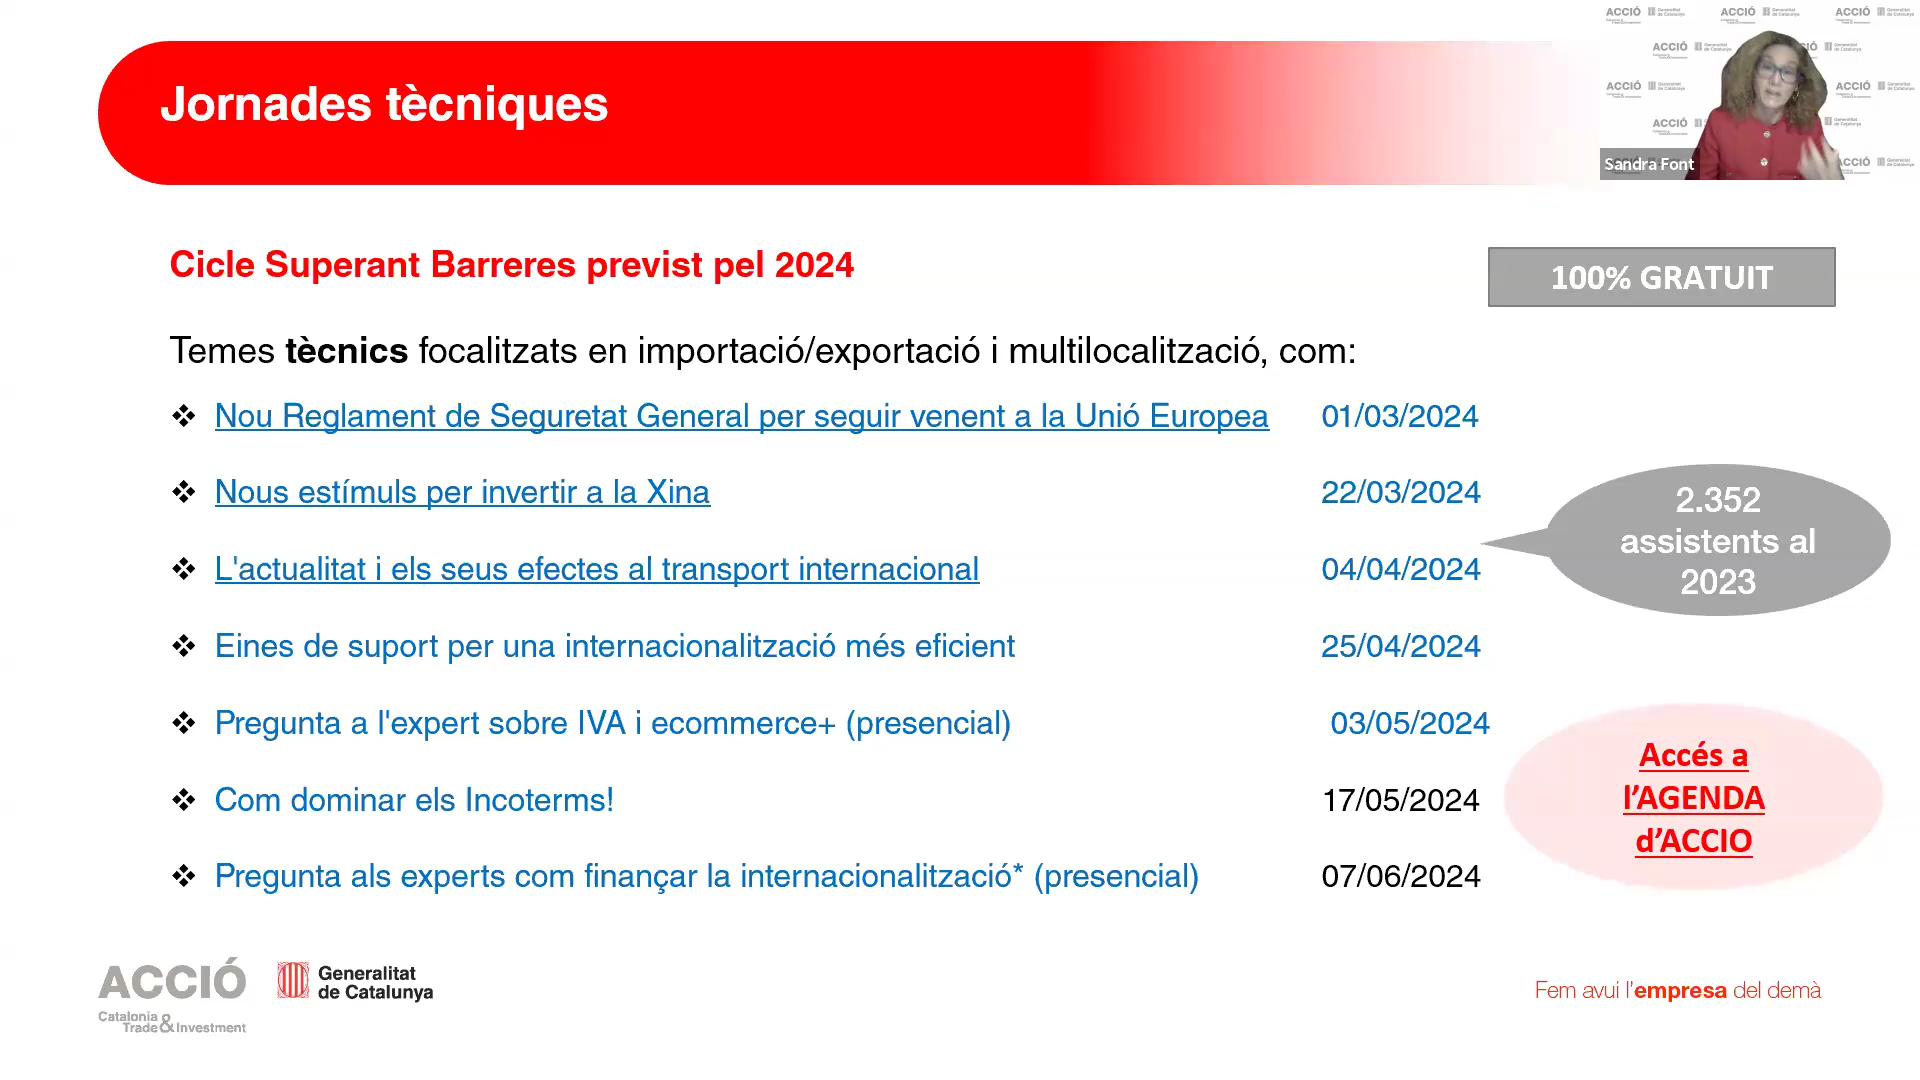 Jornades tècniques
ACCIÓ Generalitat de Catalunya
Sandra Font
Cicle Superant Barreres previst pel 2024
100% GRATUIT
Temes tècnics focalitzats en importació/exportació i multilocalització, com:
❖ Nou Reglament de Seguretat General per seguir venent a la Unió Europea 01/03/2024
❖ Nous estímuls per invertir a la Xina 22/03/2024
❖ L'actualitat i els seus efectes al transport internacional 04/04/2024
❖ Eines de suport per una internacionalització més eficient 25/04/2024
❖ Pregunta a l'expert sobre IVA i ecommerce+ (presencial) 03/05/2024
❖ Com dominar els Incoterms! 17/05/2024
❖ Pregunta als experts com finançar la internacionalització* (presencial) 07/06/2024
2.352
assistents al
2023
Accés a
l’AGENDA
d’ACCIO
ACCIÓ
Catalonia
Trade & Investment
Generalitat
de Catalunya
Fem avui l’empresa del demà